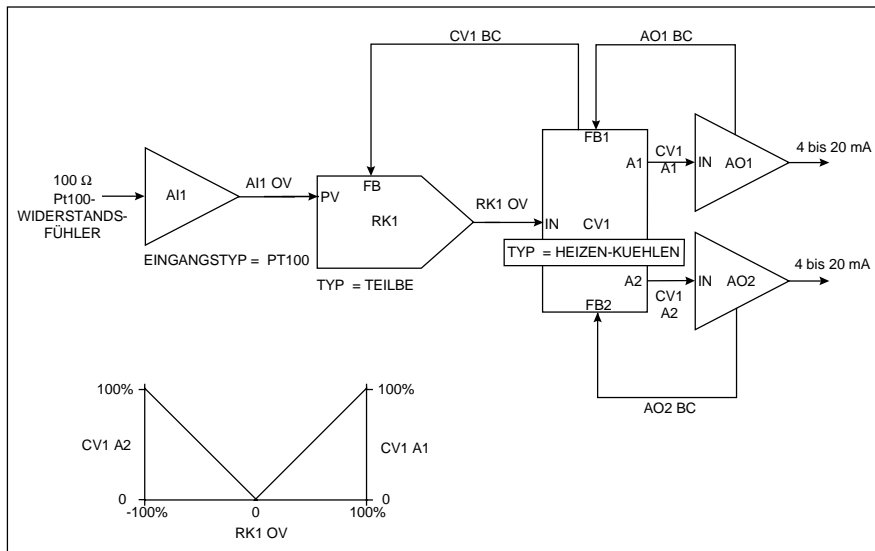 CV1 BC
AO1 BC
FB1
A1
CV1
A1
IN
AO1
4 bis 20 mA
100 Ω
Pt100-
WIDERSTANDS-
FÜHLER
AI1
AI1 OV
FB
PV
RK1
RK1 OV
IN
CV1
EINGANGSTYP = PT100
TYP = TEILBE
TYP = HEIZEN-KUEHLEN
A2
CV1
A2
FB2
IN
AO2
4 bis 20 mA
AO2 BC
100%
100%
CV1 A2
CV1 A1
0
0
-100%
0
100%
RK1 OV